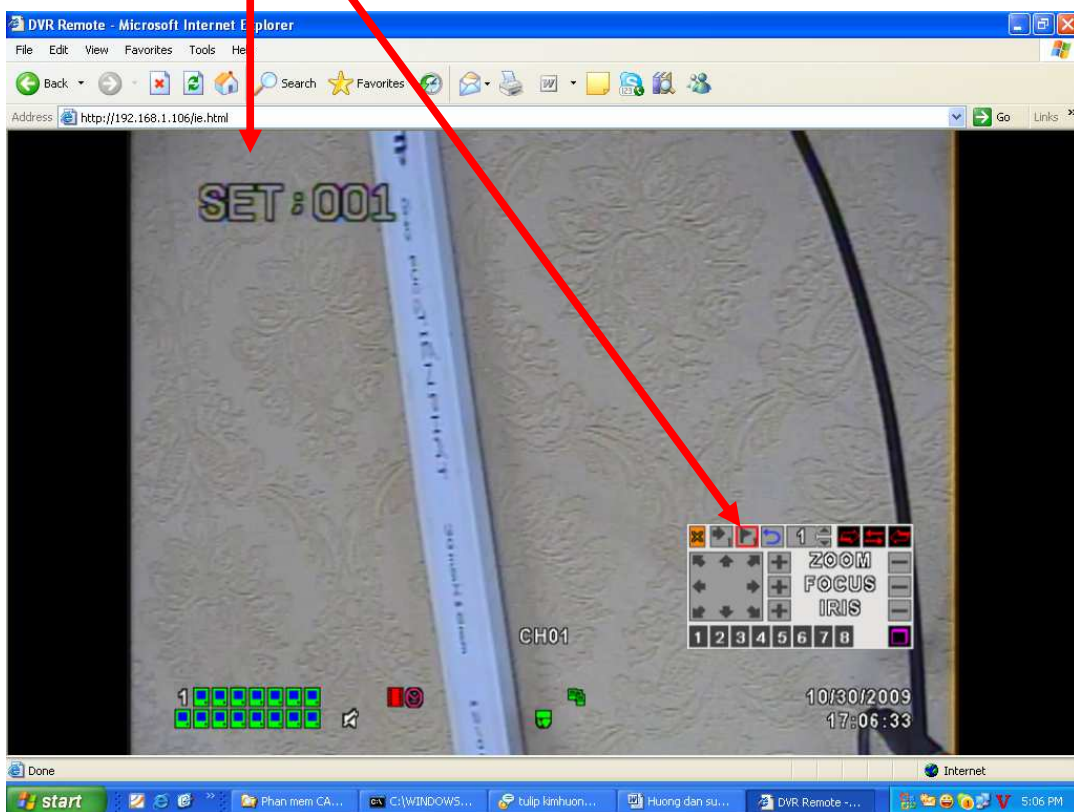 DVR Remote - Microsoft Internet Explorer
File Edit View Favorites Tools Help
Back Search Favorites
Address http://192.168.1.106/ie.html Go Links
SET:001
1
ZOOM
FOCUS
IRIS
CH01
1 2 3 4 5 6 7 8
1
10/30/2009
17:06:33
Done Internet
start Phan mem CA... C:\WINDOWS... tulip kimhuon... Huong dan su... DVR Remote -... 5:06 PM